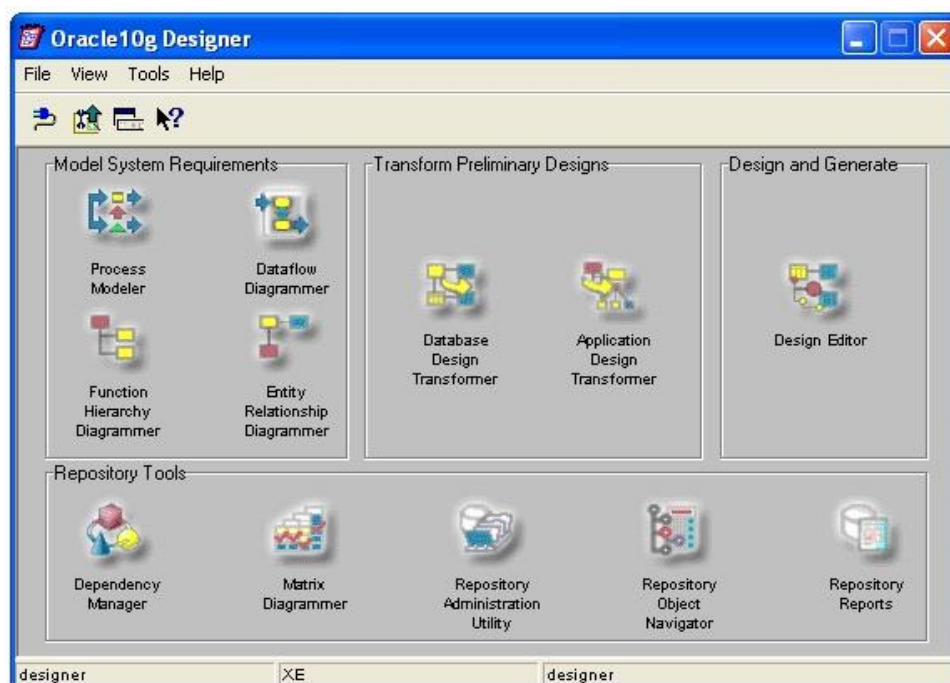 Oracle10g Designer
File View Tools Help
Model System Requirements
Process
Modeler
Dataflow
Diagrammer
Function
Hierarchy
Diagrammer
Entity
Relationship
Diagrammer
Transform Preliminary Designs
Database
Design
Transformer
Application
Design
Transformer
Design and Generate
Design Editor
Repository Tools
Dependency
Manager
Matrix
Diagrammer
Repository
Administration
Utility
Repository
Object
Navigator
Repository
Reports
designer XE designer